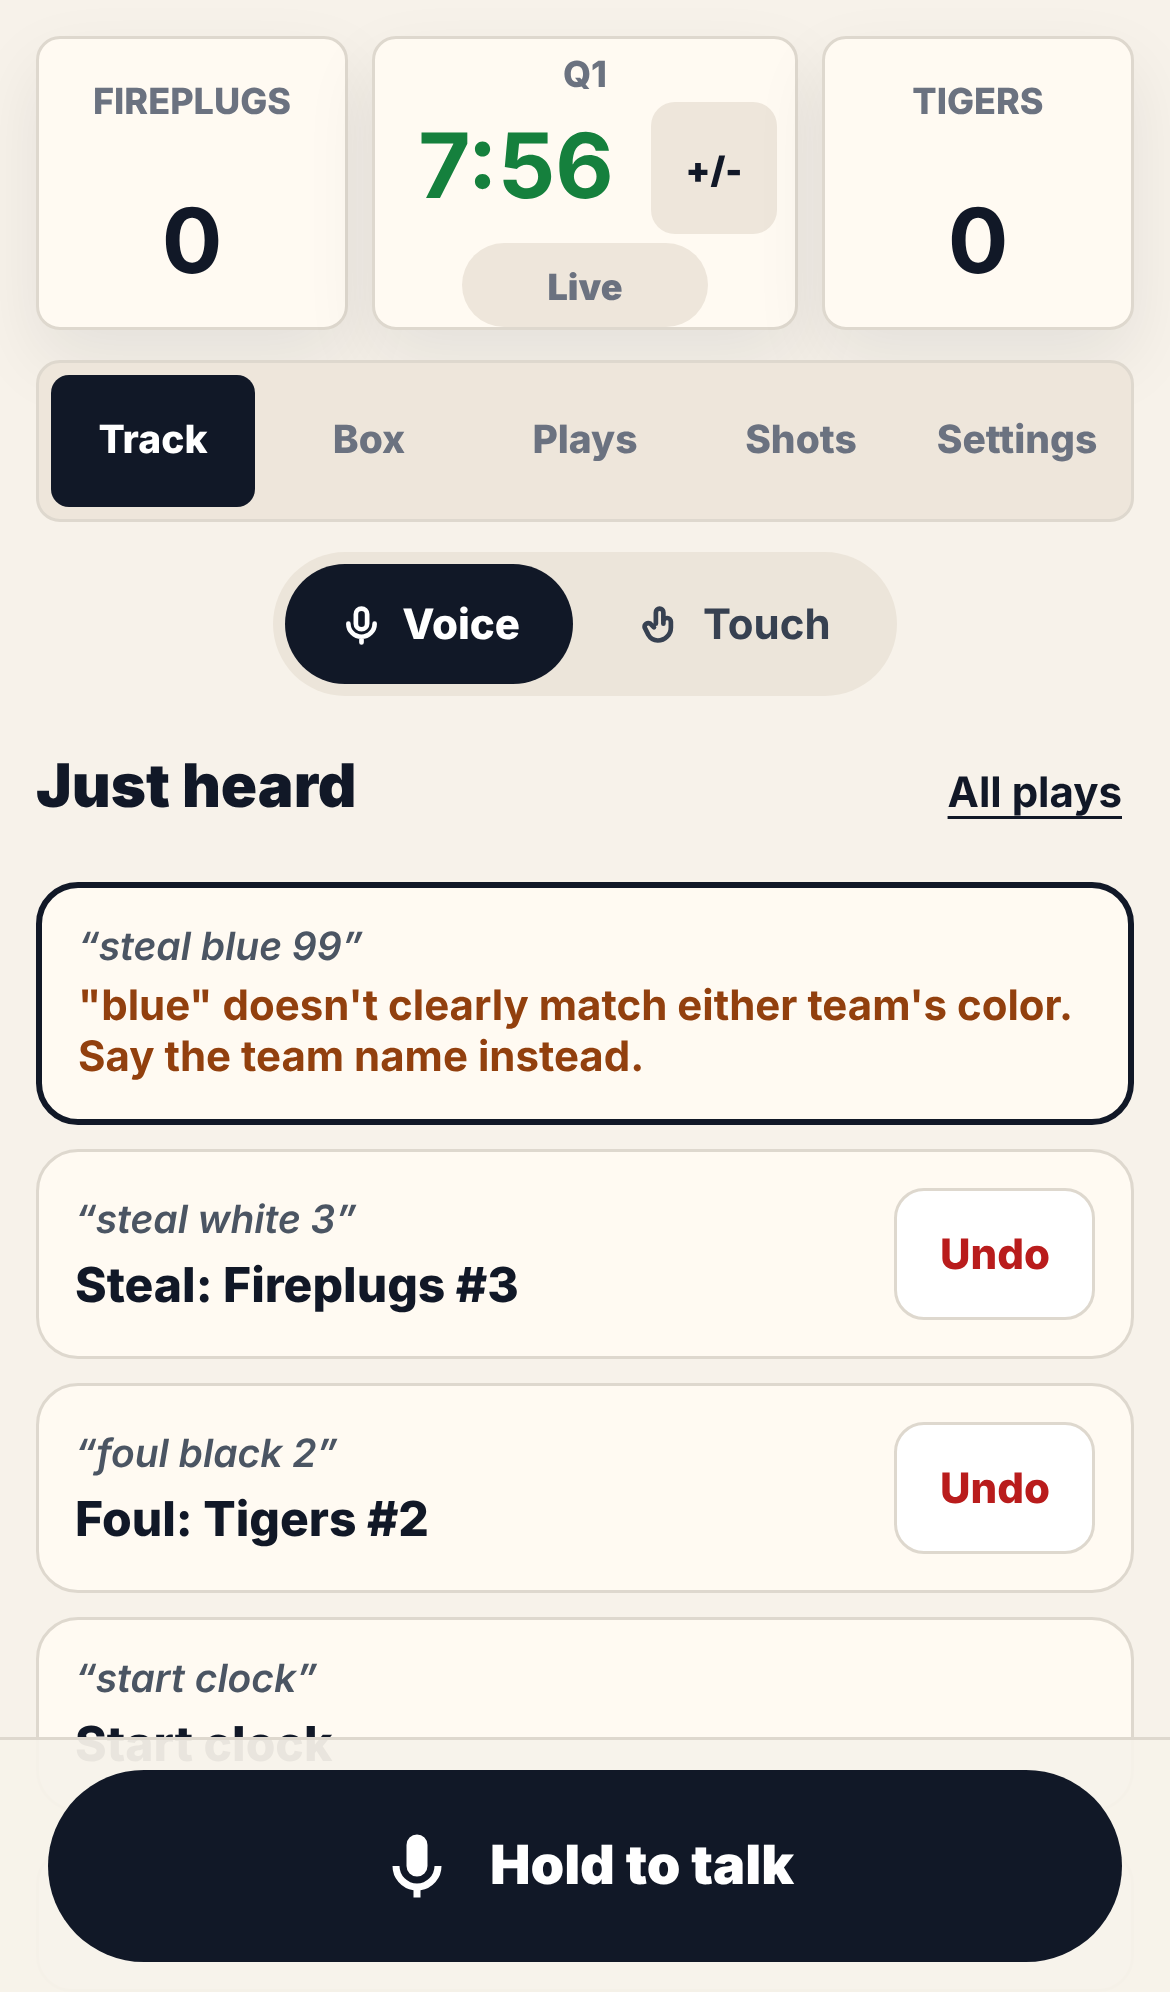 FIREPLUGS
0
Q1
7:56
+/-
Live
TIGERS
0
Track
Box
Plays
Shots
Settings
Voice
Touch
Just heard
All plays
“steal blue 99”
"blue" doesn't clearly match either team's color.
Say the team name instead.
“steal white 3”
Steal: Fireplugs #3
Undo
“foul black 2”
Foul: Tigers #2
Undo
“start clock”
Start clock
Hold to talk